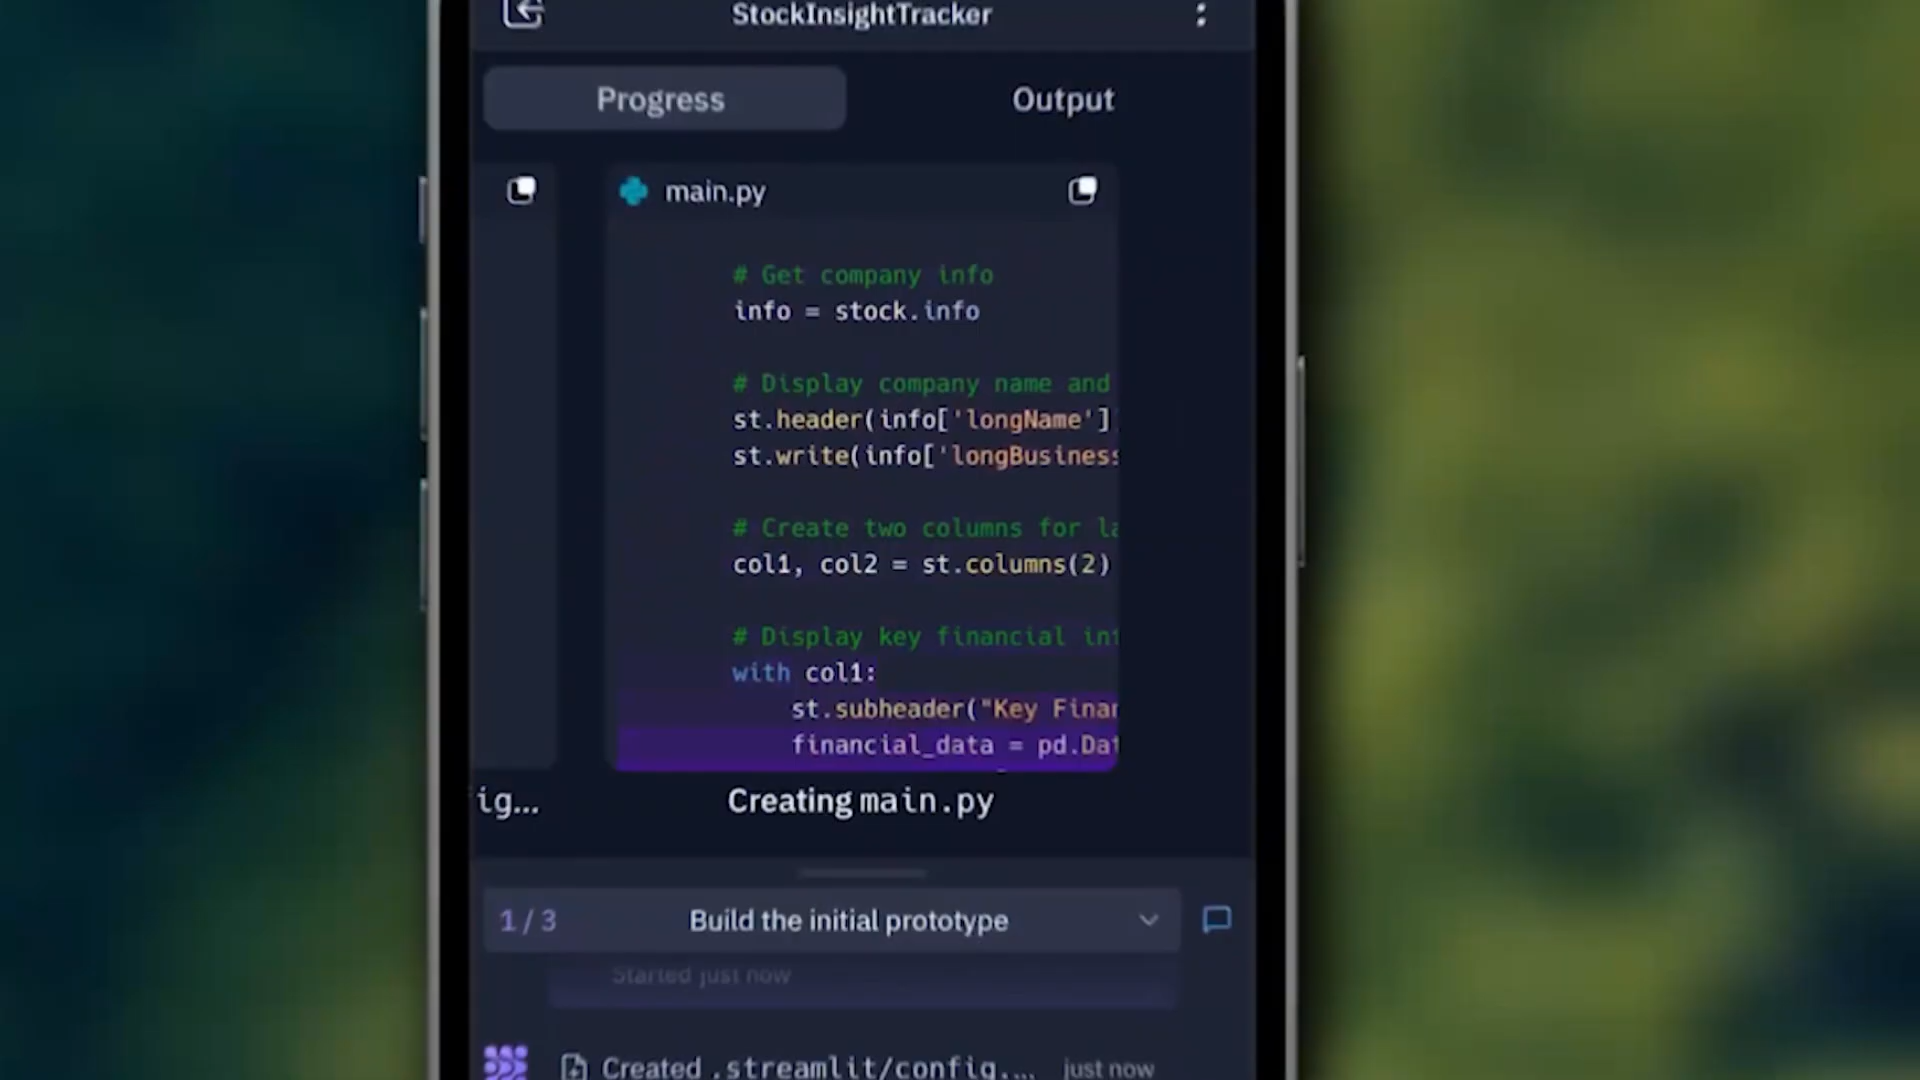 StockInsightTracker
Progress
Output
main.py
# Get company info
info = stock.info
# Display company name and
st.header(info['longName']
st.write(info['longBusiness
# Create two columns for la
col1, col2 = st.columns(2)
# Display key financial inf
with col1:
st.subheader("Key Finan
financial_data = pd.Dat
ig...
Creating main.py
1 / 3
Build the initial prototype
Started just now
Created .streamlit/config.... just now